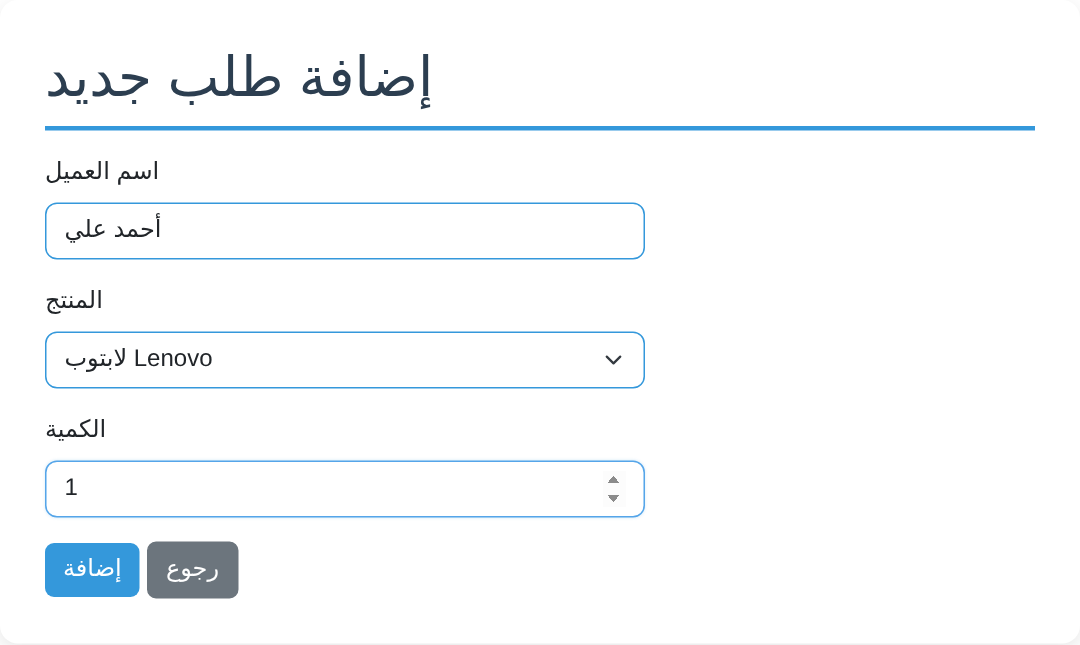 إضافة طلب جديد
اسم العميل
أحمد علي
المنتج
لابتوب Lenovo
الكمية
1
إضافة رجوع